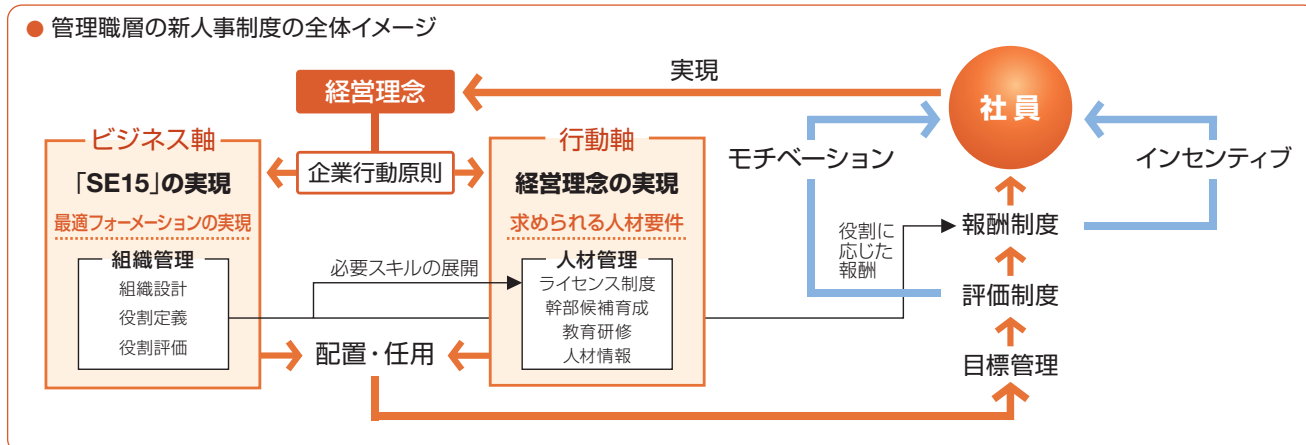 ● 管理職層の新人事制度の全体イメージ
経営理念
実現
社員
ビジネス軸
「SE15」の実現
最適フォーメーションの実現
組織管理
組織設計
役割定義
役割評価
企業行動原則
行動軸
経営理念の実現
求められる人材要件
人材管理
ライセンス制度
幹部候補育成
教育研修
人材情報
必要スキルの展開
配置・任用
モチベーション
インセンティブ
役割に
応じた
報酬
報酬制度
評価制度
目標管理